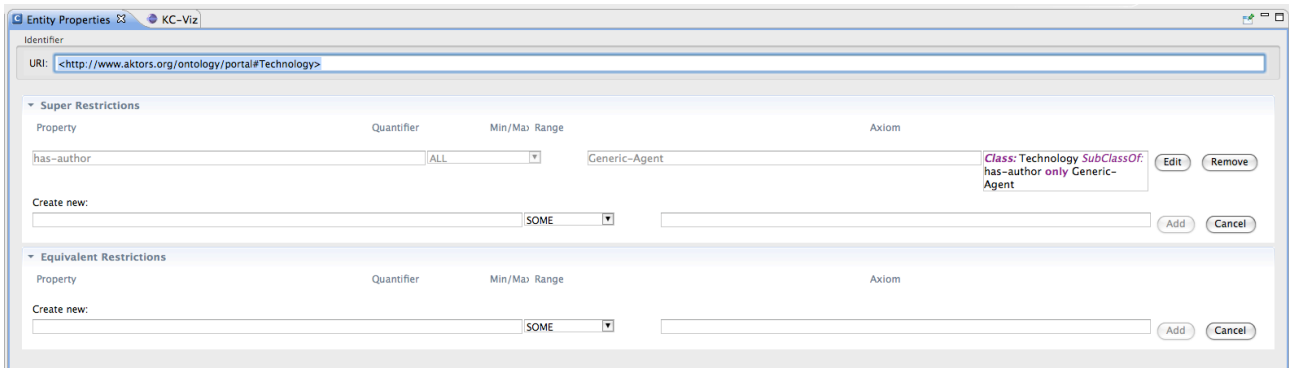 Entity Properties KC-Viz
Identifier
URI: <http://www.aktors.org/ontology/portal#Technology>
Super Restrictions
Property Quantifier Min/Max Range Axiom
has-author ALL Generic-Agent Class: Technology SubClassOf: Edit Remove
has-author only Generic-
Agent
Create new:
SOME Add Cancel
Equivalent Restrictions
Property Quantifier Min/Max Range Axiom
Create new:
SOME Add Cancel